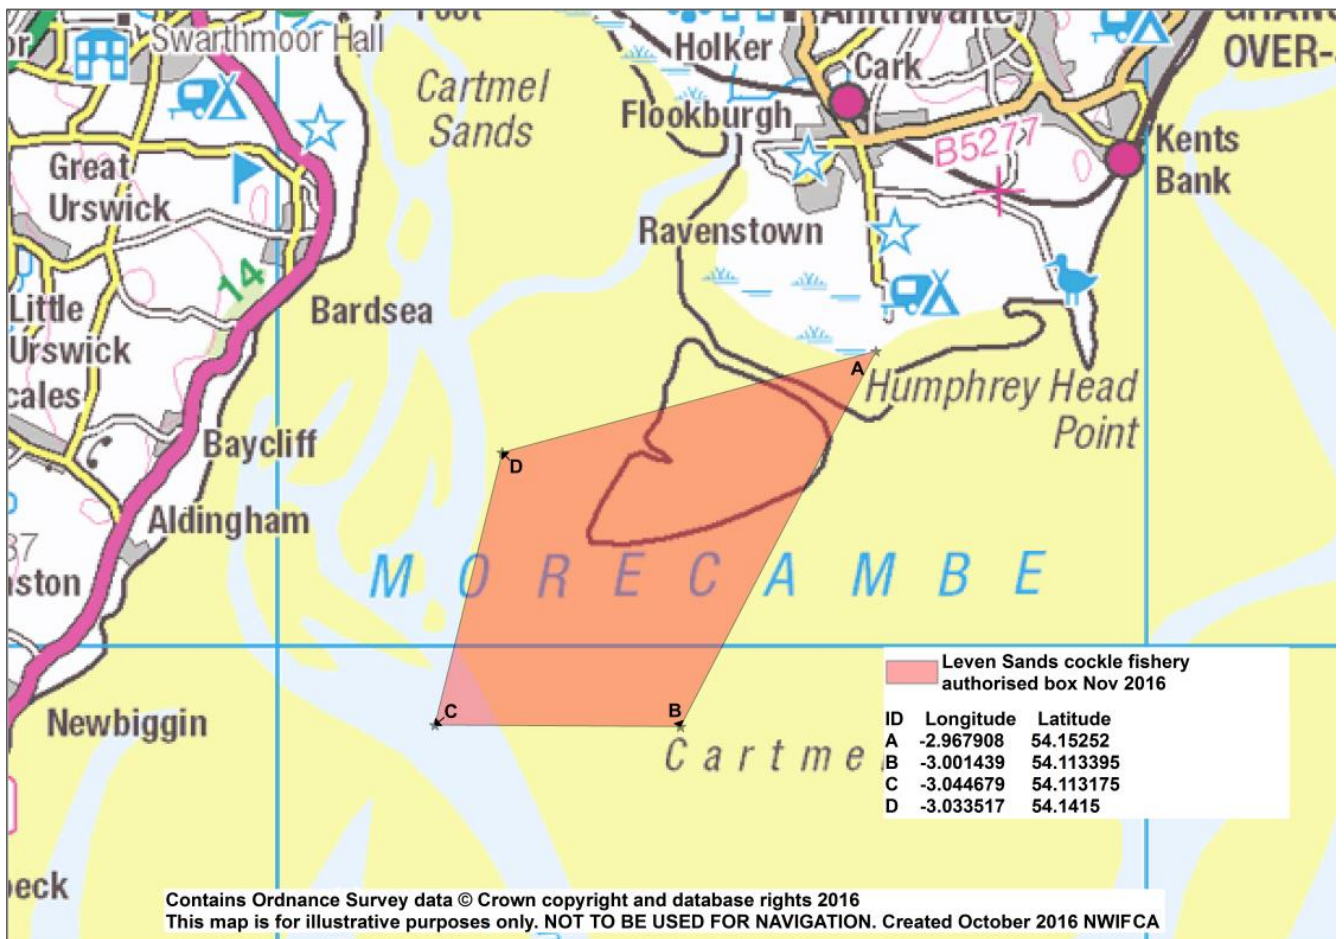 Swarthmoor Hall
Cartmel
Sands
Holker
Cark
Flookburgh
B5277
Kents
Bank
Great
Urswick
Ravenstown
14
Little
Urswick
Bardsea
cales
A
Humphrey Head
Point
Baycliff
D
Aldingham
37
MORECAMBE
ston
Leven Sands cockle fishery
authorised box Nov 2016
Newbiggin
C
B
Cartme
ID Longitude Latitude
A -2.967908 54.15252
B -3.001439 54.113395
C -3.044679 54.113175
D -3.033517 54.1415
beck
Contains Ordnance Survey data © Crown copyright and database rights 2016
This map is for illustrative purposes only. NOT TO BE USED FOR NAVIGATION. Created October 2016 NWIFCA